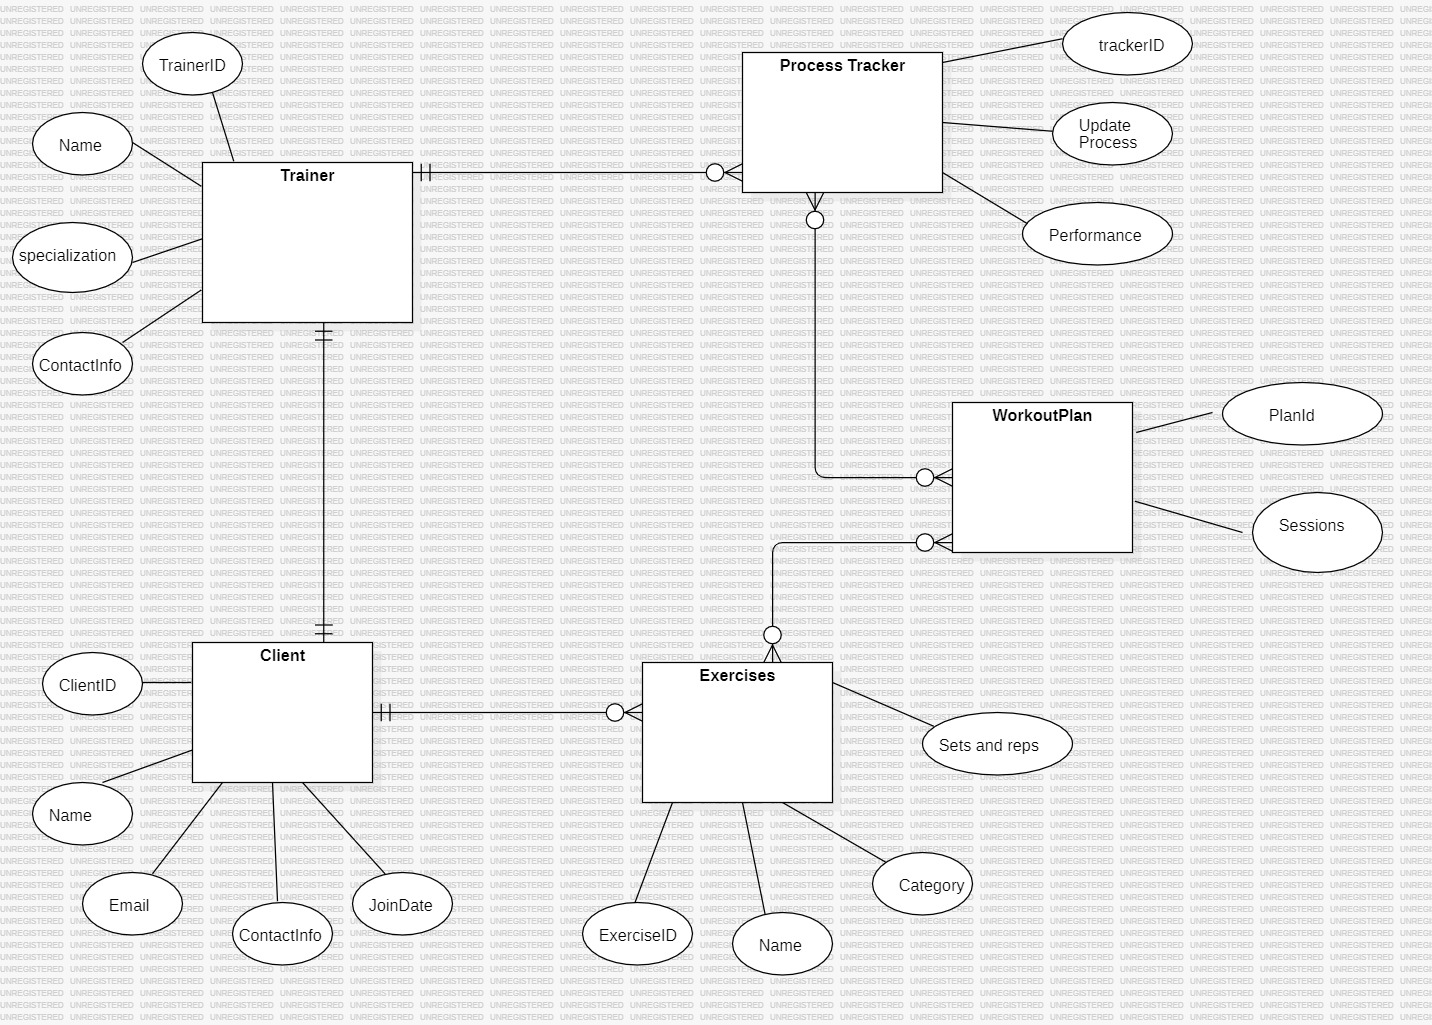 trackerID
TrainerID
Process Tracker
Update
Process
Name
Trainer
Performance
specialization
ContactInfo
PlanId
WorkoutPlan
Sessions
Client
ClientID
Exercises
Sets and reps
Name
Category
Email
JoinDate
ContactInfo
ExerciseID
Name
UNREGISTERED